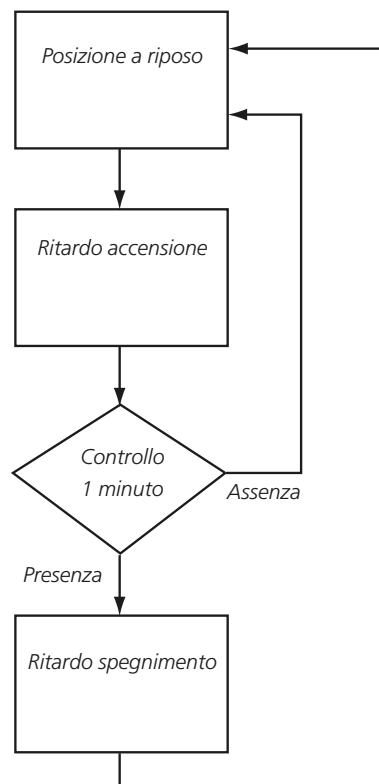 Posizione a riposo
Ritardo accensione
Controllo
1 minuto
Assenza
Presenza
Ritardo spegnimento